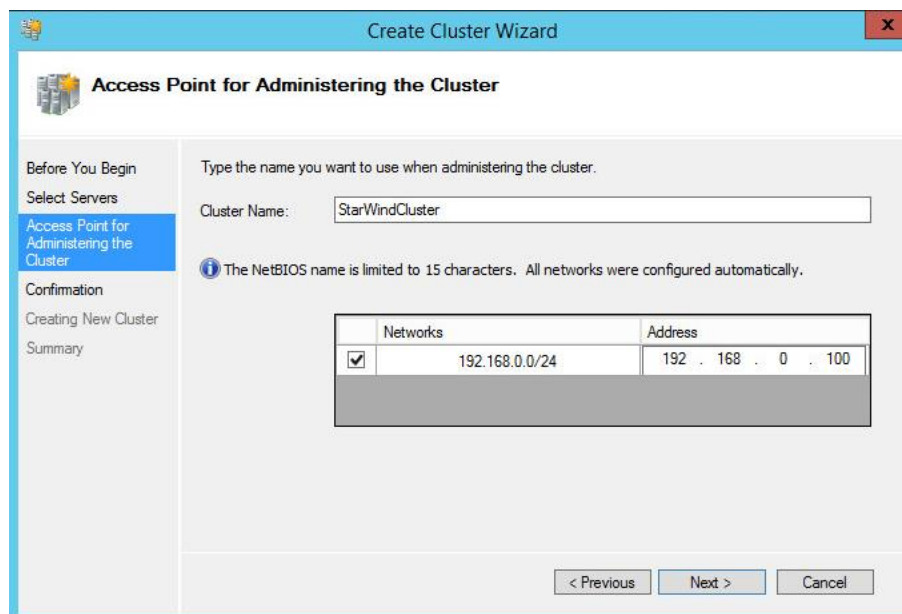 Create Cluster Wizard
x
Access Point for Administering the Cluster
Before You Begin
Select Servers
Access Point for
Administering the
Cluster
Confirmation
Creating New Cluster
Summary
Type the name you want to use when administering the cluster.
Cluster Name: StarWindCluster
The NetBIOS name is limited to 15 characters. All networks were configured automatically.
Networks Address
192.168.0.0/24 192 . 168 . 0 . 100
< Previous Next > Cancel